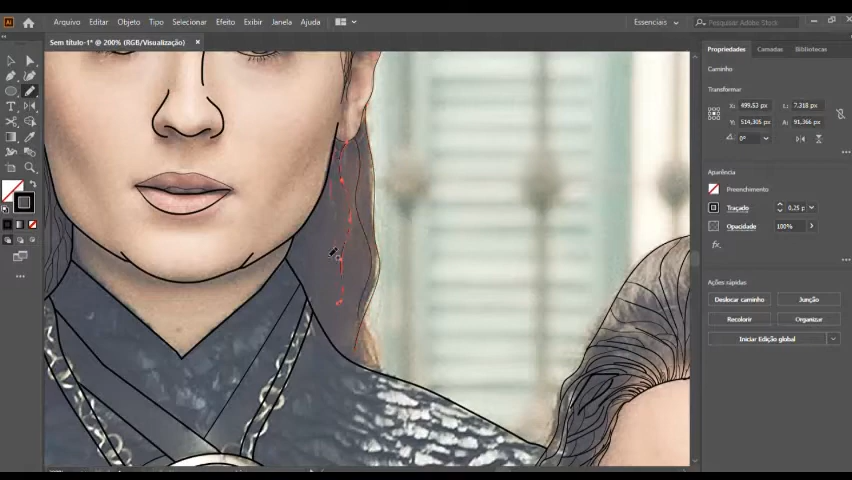 Ai Arquivo Editar Objeto Tipo Selecionar Efeito Exibir Janela Ajuda Essenciais Pesquisar Adobe Stock
Sem título-1* @ 200% (RGB/Visualização) ×
Propriedades Camadas Bibliotecas
Caminho
Transformar
X: 499,53 px L: 7,318 px
Y: 514,305 px A: 91,366 px
0°
Aparência
Preenchimento
Traçado 0,25 p
Opacidade 100%
fx.
Ações rápidas
Deslocar caminho Junção
Recolorir Organizar
Iniciar Edição global